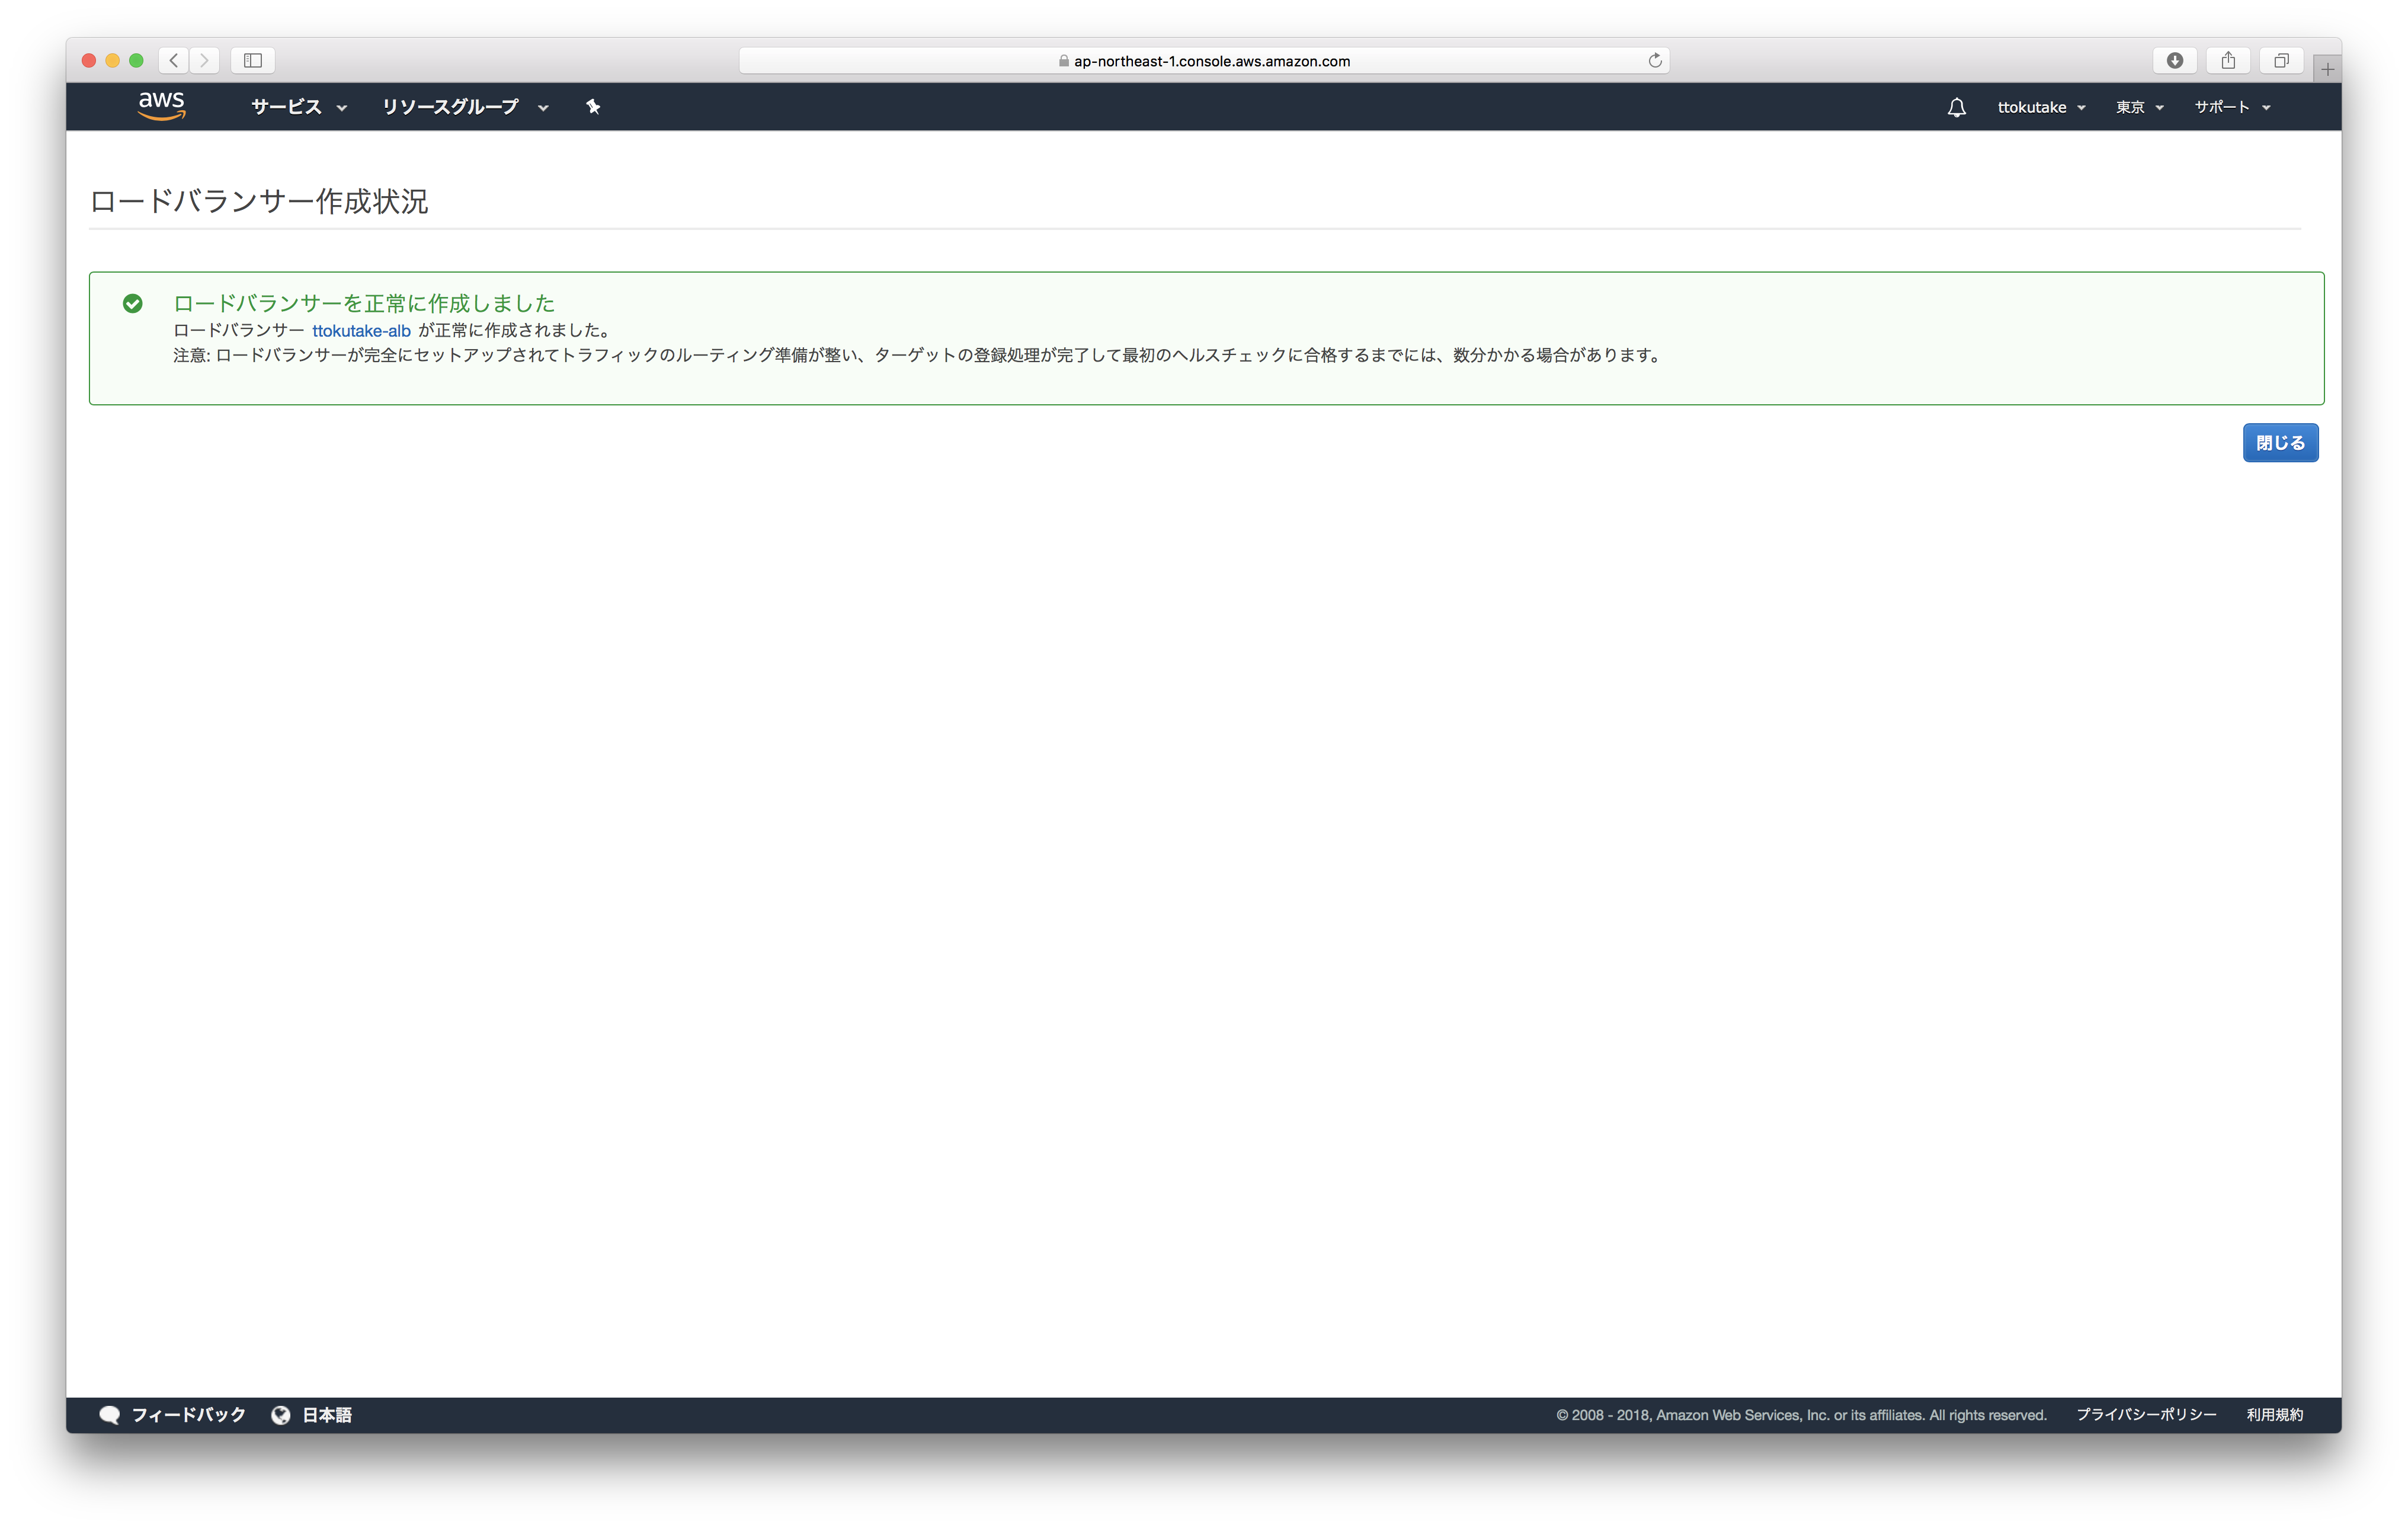 ap-northeast-1.console.aws.amazon.com
aws サービス リソースグループ ttokutake 東京 サポート
ロードバランサー作成状況
ロードバランサーを正常に作成しました
ロードバランサー ttokutake-alb が正常に作成されました。
注意: ロードバランサーが完全にセットアップされてトラフィックのルーティング準備が整い、ターゲットの登録処理が完了して最初のヘルスチェックに合格するまでには、数分かかる場合があります。
閉じる
フィードバック 日本語 © 2008 - 2018, Amazon Web Services, Inc. or its affiliates. All rights reserved. プライバシーポリシー 利用規約